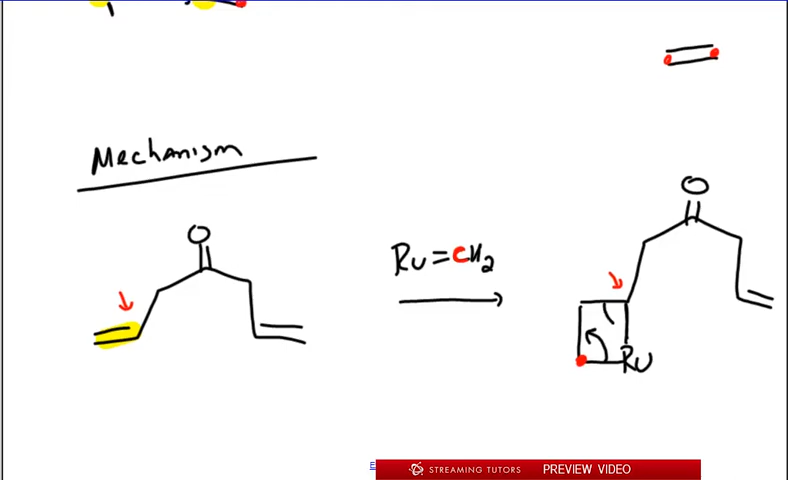 Mechanism
O
O
Ru=CH2
Ru
E
STREAMING TUTORS PREVIEW VIDEO